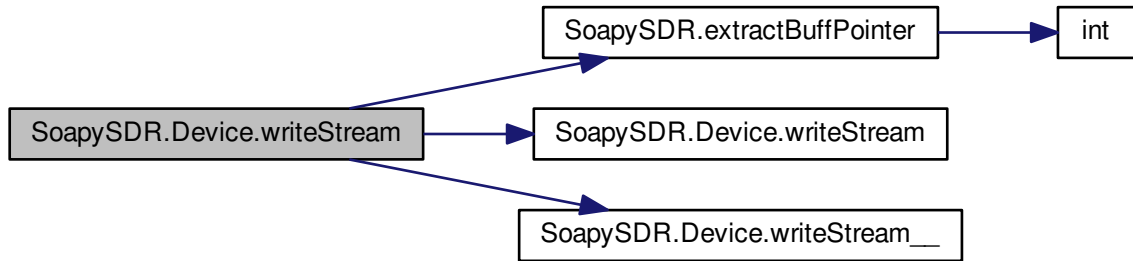 SoapySDR.extractBuffPointer
int
SoapySDR.Device.writeStream
SoapySDR.Device.writeStream
SoapySDR.Device.writeStream__